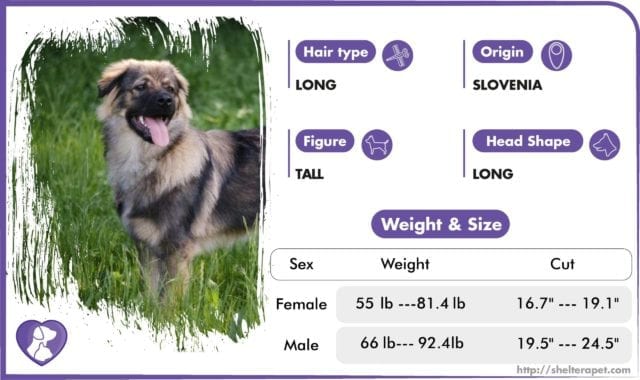 Hair type
LONG
Origin
SLOVENIA
Figure
TALL
Head Shape
LONG
Weight & Size
Sex Weight Cut
Female 55 lb ---81.4 lb 16.7" --- 19.1"
Male 66 lb--- 92.4lb 19.5" --- 24.5"
http://shelterapet.com